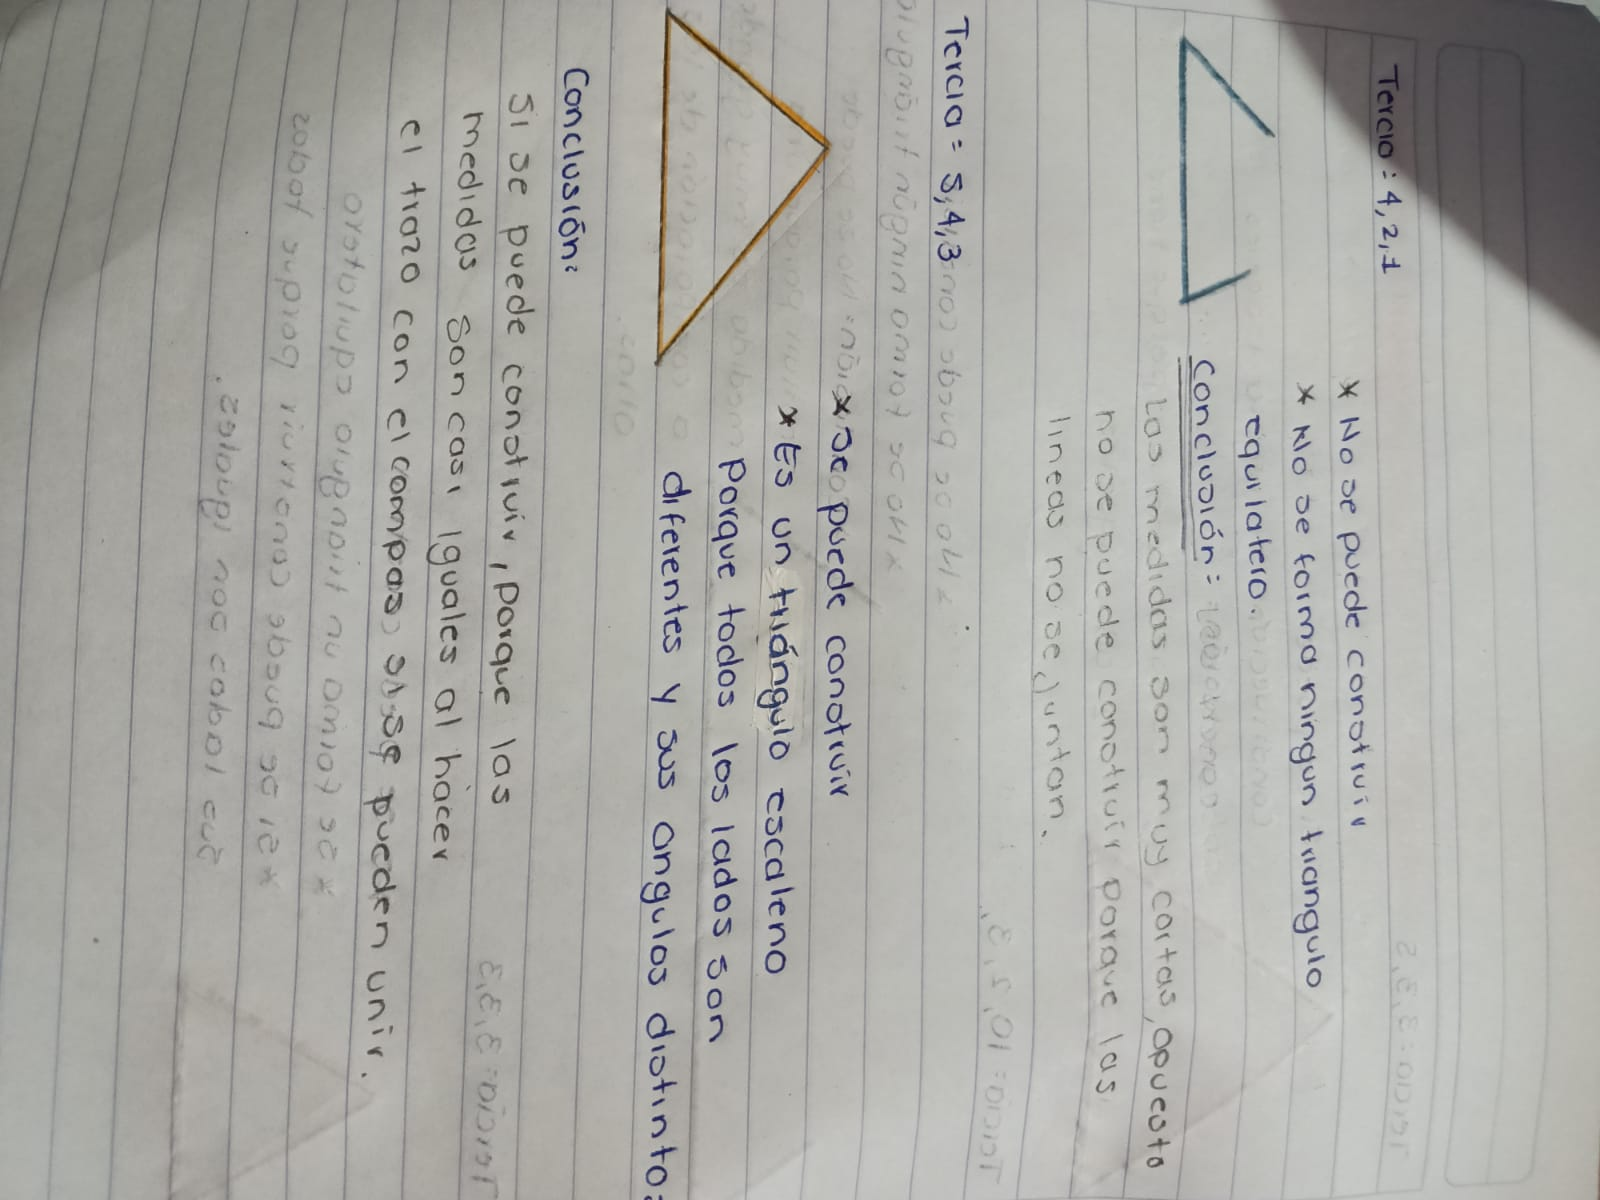 Tercia: 4,2,1
* No se puede construir
* No se forma ningun triangulo
equilatero.
Conclusión:
Las medidas son muy cortas, opuesto
no se puede construir porque las
lineas no se juntan.
Tercia= 5,4,3
* Se puede construir
* Es un triángulo escaleno
Porque todos los lados son
diferentes y sus angulos distintos
Conclusión:
Si se puede construir, porque las
medidas son casi iguales al hacer
el trazo con el compas se pueden unir.